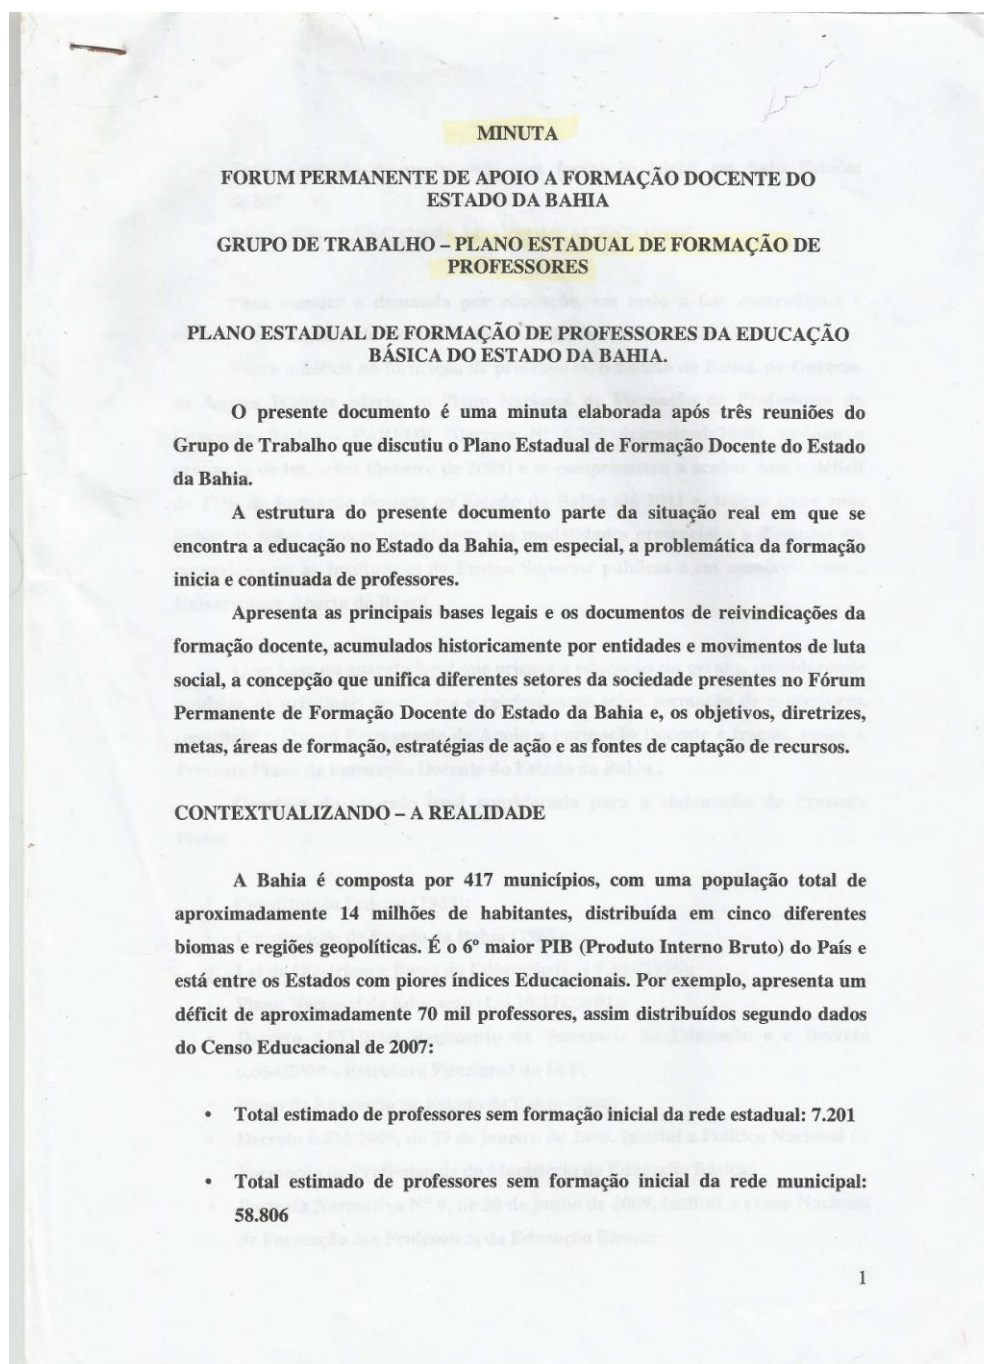 MINUTA
FORUM PERMANENTE DE APOIO A FORMAÇÃO DOCENTE DO
ESTADO DA BAHIA
GRUPO DE TRABALHO – PLANO ESTADUAL DE FORMAÇÃO DE
PROFESSORES
PLANO ESTADUAL DE FORMAÇÃO DE PROFESSORES DA EDUCAÇÃO
BÁSICA DO ESTADO DA BAHIA.
O presente documento é uma minuta elaborada após três reuniões do
Grupo de Trabalho que discutiu o Plano Estadual de Formação Docente do Estado
da Bahia.
A estrutura do presente documento parte da situação real em que se
encontra a educação no Estado da Bahia, em especial, a problemática da formação
inicia e continuada de professores.
Apresenta as principais bases legais e os documentos de reivindicações da
formação docente, acumulados historicamente por entidades e movimentos de luta
social, a concepção que unifica diferentes setores da sociedade presentes no Fórum
Permanente de Formação Docente do Estado da Bahia e, os objetivos, diretrizes,
metas, áreas de formação, estratégias de ação e as fontes de captação de recursos.
CONTEXTUALIZANDO – A REALIDADE
A Bahia é composta por 417 municípios, com uma população total de
aproximadamente 14 milhões de habitantes, distribuída em cinco diferentes
biomas e regiões geopolíticas. É o 6º maior PIB (Produto Interno Bruto) do País e
está entre os Estados com piores índices Educacionais. Por exemplo, apresenta um
déficit de aproximadamente 70 mil professores, assim distribuídos segundo dados
do Censo Educacional de 2007:
• Total estimado de professores sem formação inicial da rede estadual: 7.201
• Total estimado de professores sem formação inicial da rede municipal:
58.806
1